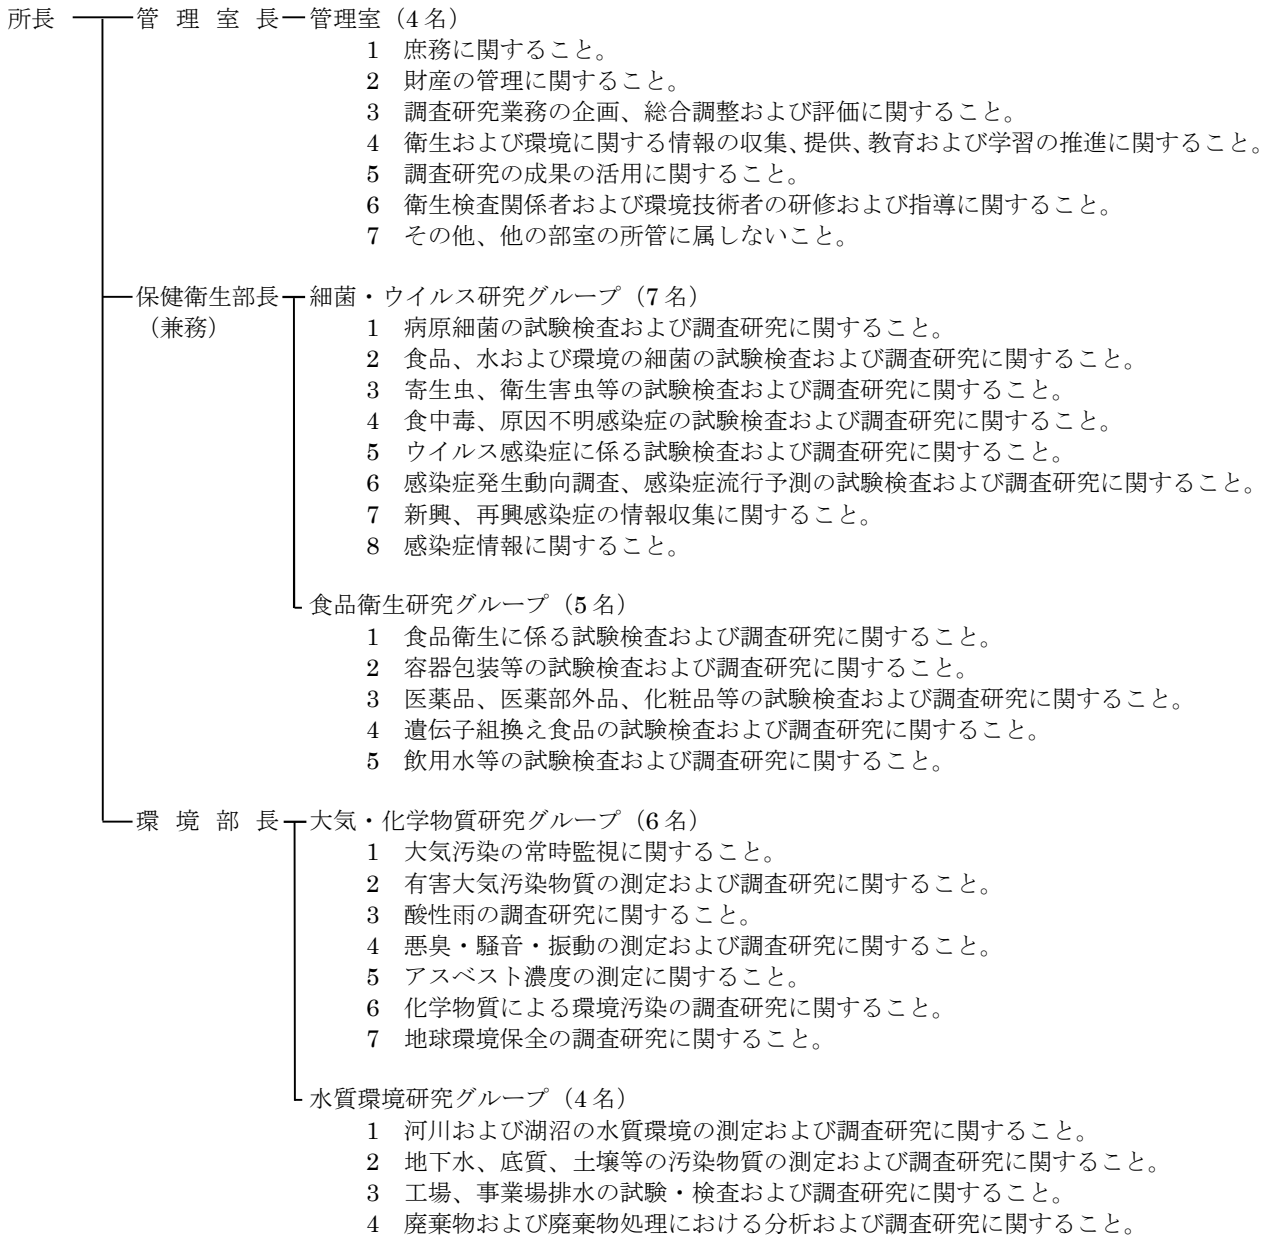 所長 管理室長 管理室（4名）
1 庶務に関すること。
2 財産の管理に関すること。
3 調査研究業務の企画、総合調整および評価に関すること。
4 衛生および環境に関する情報の収集、提供、教育および学習の推進に関すること。
5 調査研究の成果の活用に関すること。
6 衛生検査関係者および環境技術者の研修および指導に関すること。
7 その他、他の部室の所管に属しないこと。
保健衛生部長 細菌・ウイルス研究グループ（7名）
（兼務） 1 病原細菌の試験検査および調査研究に関すること。
2 食品、水および環境の細菌の試験検査および調査研究に関すること。
3 寄生虫、衛生害虫等の試験検査および調査研究に関すること。
4 食中毒、原因不明感染症の試験検査および調査研究に関すること。
5 ウイルス感染症に係る試験検査および調査研究に関すること。
6 感染症発生動向調査、感染症流行予測の試験検査および調査研究に関すること。
7 新興、再興感染症の情報収集に関すること。
8 感染症情報に関すること。
食品衛生研究グループ（5名）
1 食品衛生に係る試験検査および調査研究に関すること。
2 容器包装等の試験検査および調査研究に関すること。
3 医薬品、医薬部外品、化粧品等の試験検査および調査研究に関すること。
4 遺伝子組換え食品の試験検査および調査研究に関すること。
5 飲用水等の試験検査および調査研究に関すること。
環境部長 大気・化学物質研究グループ（6名）
1 大気汚染の常時監視に関すること。
2 有害大気汚染物質の測定および調査研究に関すること。
3 酸性雨の調査研究に関すること。
4 悪臭・騒音・振動の測定および調査研究に関すること。
5 アスベスト濃度の測定に関すること。
6 化学物質による環境汚染の調査研究に関すること。
7 地球環境保全の調査研究に関すること。
水質環境研究グループ（4名）
1 河川および湖沼の水質環境の測定および調査研究に関すること。
2 地下水、底質、土壌等の汚染物質の測定および調査研究に関すること。
3 工場、事業場排水の試験・検査および調査研究に関すること。
4 廃棄物および廃棄物処理における分析および調査研究に関すること。